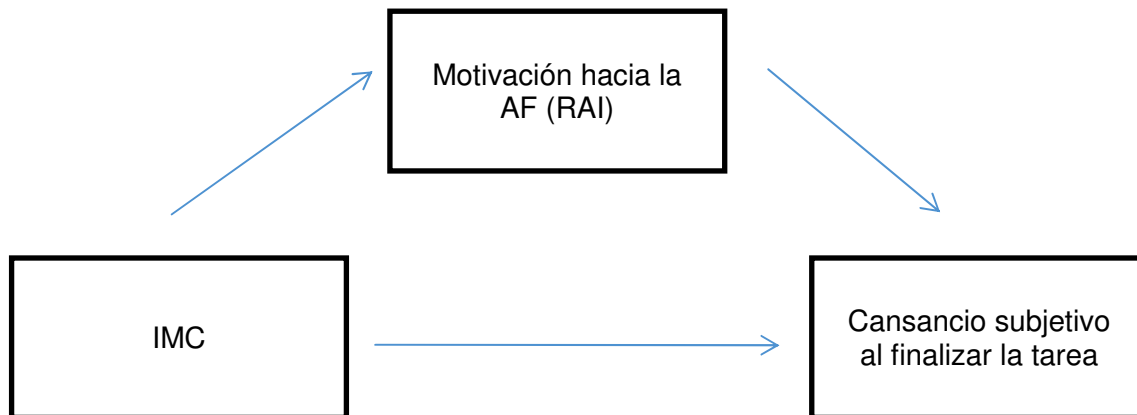 Motivación hacia la
AF (RAI)
IMC
Cansancio subjetivo
al finalizar la tarea